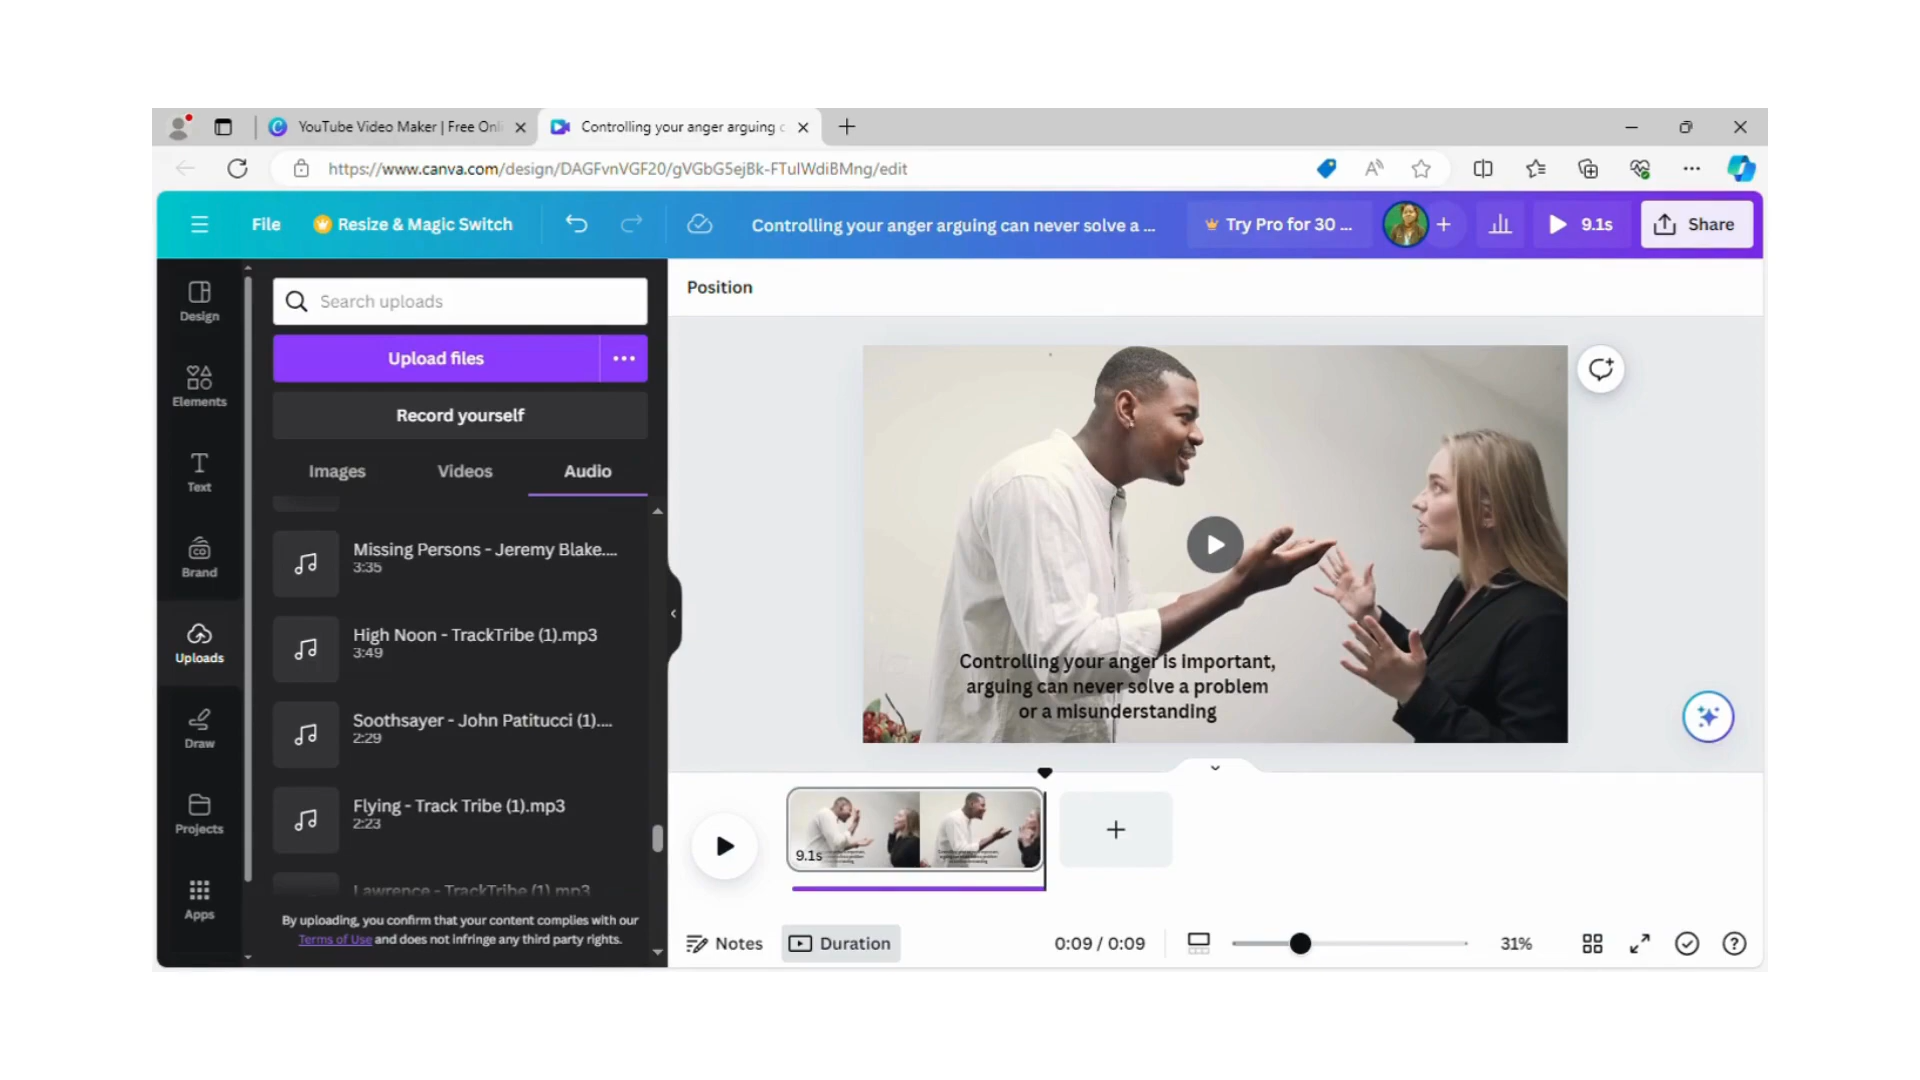 YouTube Video Maker | Free Onli
Controlling your anger arguing c
https://www.canva.com/design/DAGFvnVGF20/gVGbG5ejBk-FTulWdiBMng/edit
File
Resize & Magic Switch
Controlling your anger arguing can never solve a ...
Try Pro for 30 ...
9.1s
Share
Design
Elements
Text
Brand
Uploads
Draw
Projects
Apps
Search uploads
Upload files
Record yourself
Images
Videos
Audio
Missing Persons - Jeremy Blake....
3:35
High Noon - TrackTribe (1).mp3
3:49
Soothsayer - John Patitucci (1)....
2:29
Flying - Track Tribe (1).mp3
2:23
Lawrence - TrackTribe (1).mp3
By uploading, you confirm that your content complies with our
Terms of Use and does not infringe any third party rights.
Position
Controlling your anger is important,
arguing can never solve a problem
or a misunderstanding
9.1s
Notes
Duration
0:09 / 0:09
31%